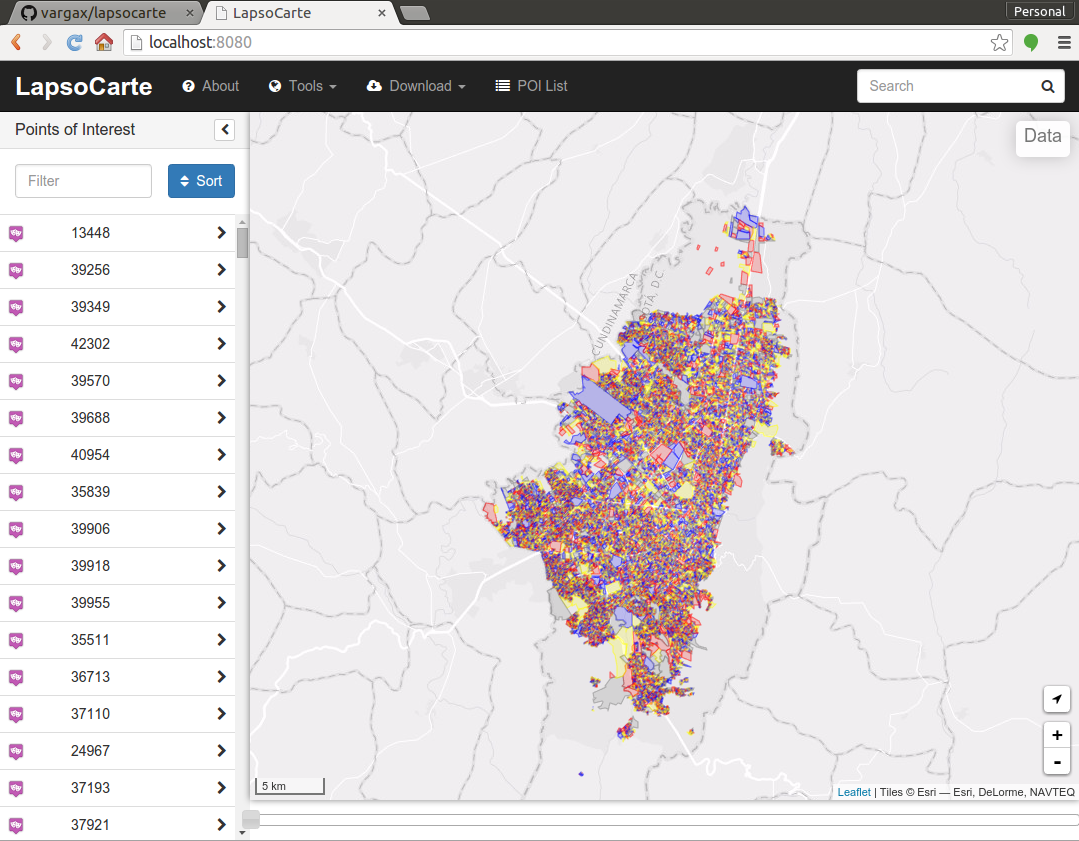 vargax/lapsocarte
LapsoCarte
Personal
localhost:8080
LapsoCarte
About
Tools
Download
POI List
Search
Points of Interest
Filter
Sort
13448
39256
39349
42302
39570
39688
40954
35839
39906
39918
39955
35511
36713
37110
24967
37193
37921
Data
CUNDINAMARCA
OTA, D.C.
+
-
5 km
Leaflet | Tiles © Esri — Esri, DeLorme, NAVTEQ